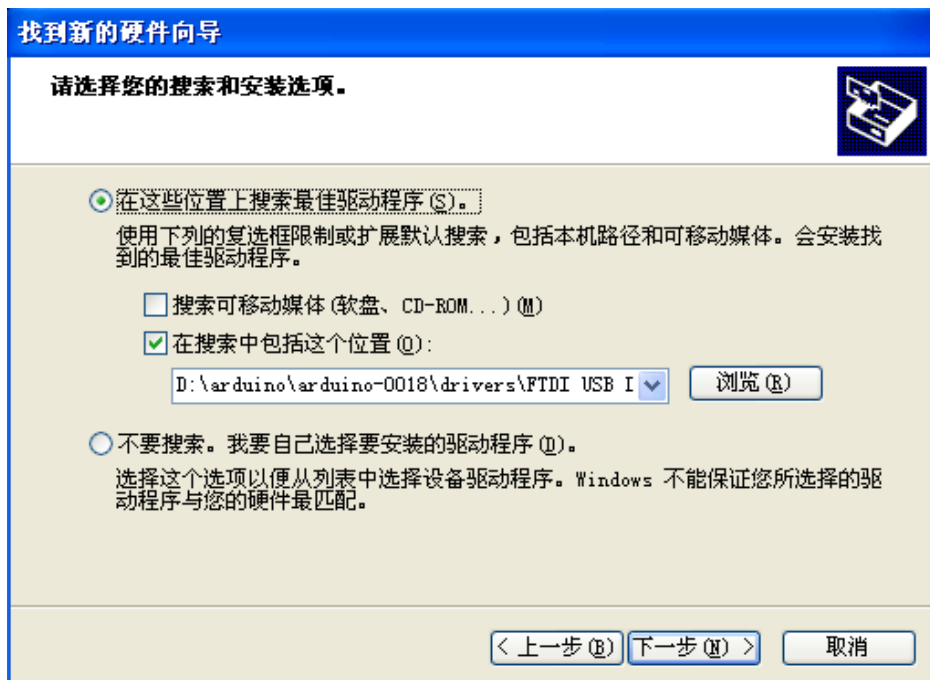 找到新的硬件向导
请选择您的搜索和安装选项。
在这些位置上搜索最佳驱动程序(S)。
使用下列的复选框限制或扩展默认搜索，包括本机路径和可移动媒体。会安装找
到的最佳驱动程序。
搜索可移动媒体(软盘、CD-ROM...)(M)
在搜索中包括这个位置(O):
D:\arduino\arduino-0018\drivers\FTDI USB I
浏览(R)
不要搜索。我要自己选择要安装的驱动程序(D)。
选择这个选项以便从列表中选择设备驱动程序。Windows 不能保证您所选择的驱
动程序与您的硬件最匹配。
< 上一步(B) 下一步(N) > 取消